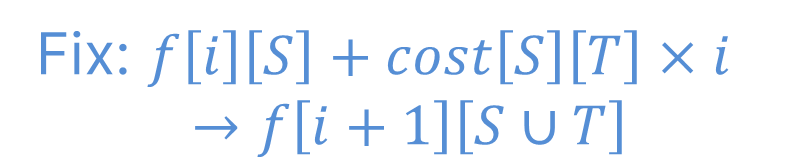 Fix: f[i][S] + cost[S][T] × i
→ f[i + 1][S ∪ T]